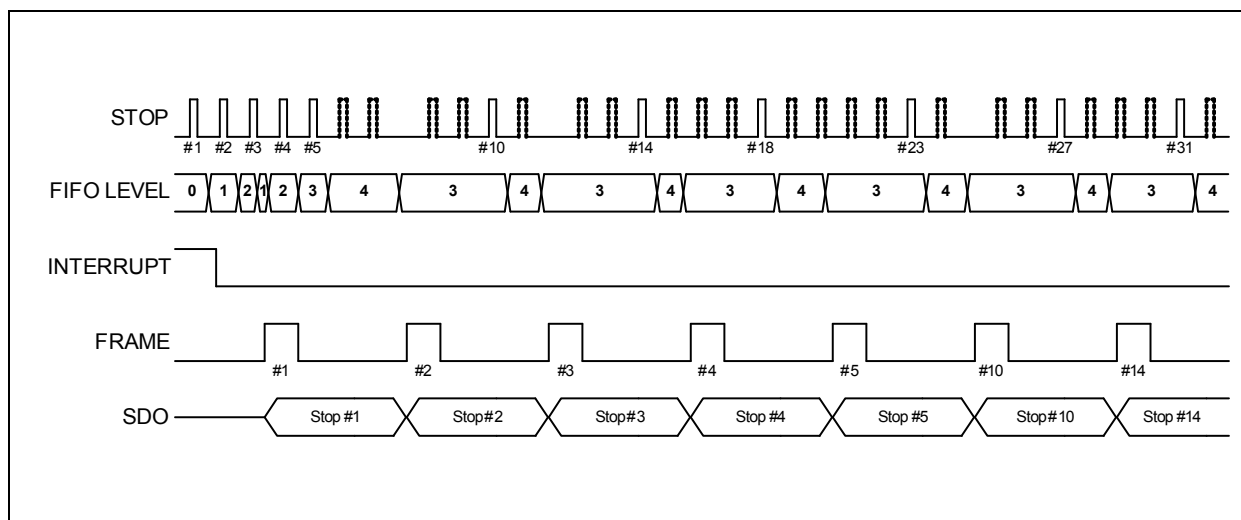 STOP
#1 #2 #3 #4 #5 #10 #14 #18 #23 #27 #31
FIFO LEVEL 0 1 2 1 2 3 4 3 4 3 4 3 4 3 4 3 4 3 4
INTERRUPT
FRAME
#1 #2 #3 #4 #5 #10 #14
SDO Stop #1 Stop#2 Stop#3 Stop #4 Stop #5 Stop#10 Stop #14